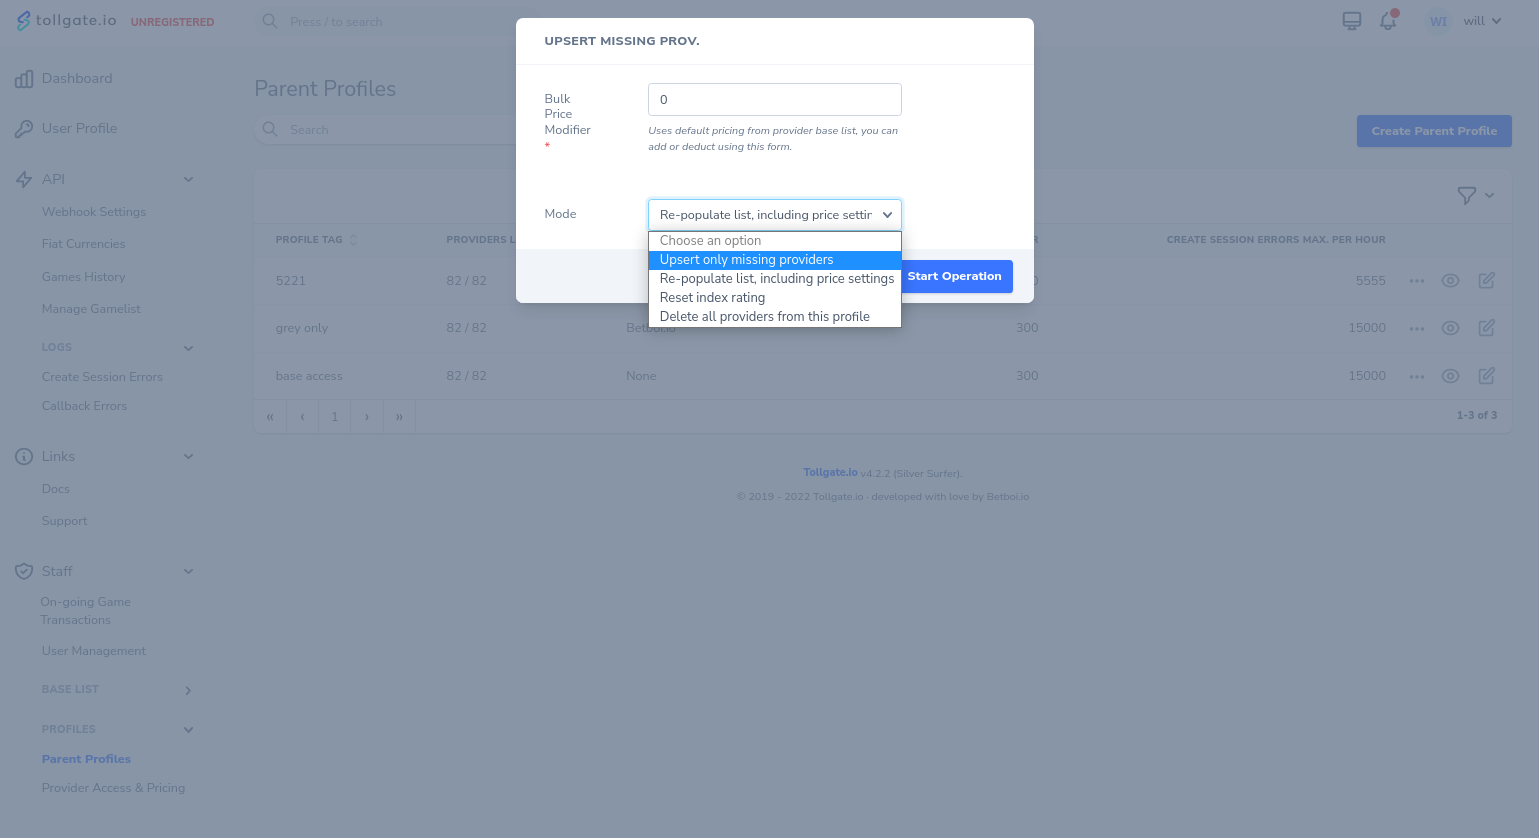 tollgate.io UNREGISTERED
Press / to search
WI will
UPSERT MISSING PROV.
Bulk
Price
Modifier
*
0
Uses default pricing from provider base list, you can
add or deduct using this form.
Mode
Re-populate list, including price settir
Choose an option
Upsert only missing providers
Re-populate list, including price settings
Reset index rating
Delete all providers from this profile
Start Operation
Dashboard
User Profile
API
Webhook Settings
Fiat Currencies
Games History
Manage Gamelist
LOGS
Create Session Errors
Callback Errors
Links
Docs
Support
Staff
On-going Game
Transactions
User Management
BASE LIST
PROFILES
Parent Profiles
Provider Access & Pricing
Parent Profiles
Search
Create Parent Profile
PROFILE TAG PROVIDERS L R CREATE SESSION ERRORS MAX. PER HOUR
5221 82 / 82 5555
grey only 82 / 82 Betboi.io 300 15000
base access 82 / 82 None 300 15000
« ‹ 1 › »
1-3 of 3
Tollgate.io v4.2.2 (Silver Surfer).
© 2019 - 2022 Tollgate.io · developed with love by Betboi.io